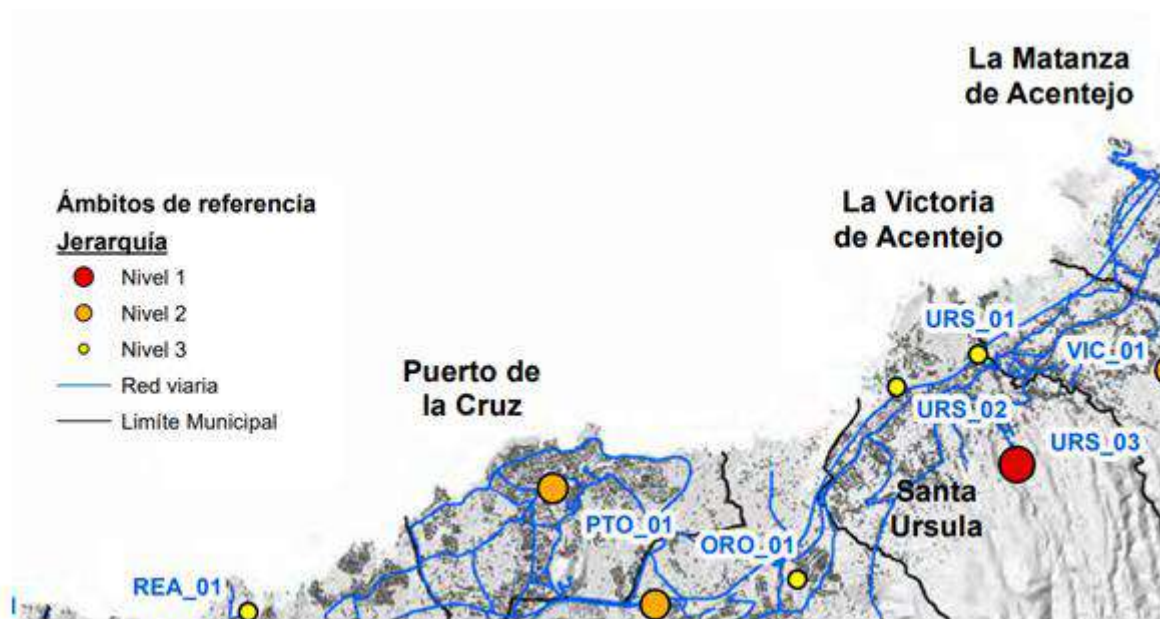 La Matanza
de Acentejo
La Victoria
de Acentejo
Ámbitos de referencia
Jerarquía
Nivel 1
Nivel 2
Nivel 3
Red viaria
Limíte Municipal
URS_01
VIC_01
Puerto de
la Cruz
URS_02
URS_03
Santa
Ursula
PTO_01
ORO_01
REA_01